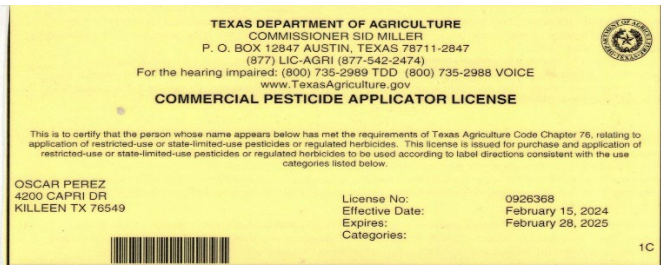 TEXAS DEPARTMENT OF AGRICULTURE
COMMISSIONER SID MILLER
P. O. BOX 12847 AUSTIN, TEXAS 78711-2847
(877) LIC-AGRI (877-542-2474)
For the hearing impaired: (800) 735-2989 TDD (800) 735-2988 VOICE
www.TexasAgriculture.gov
COMMERCIAL PESTICIDE APPLICATOR LICENSE
This is to certify that the person whose name appears below has met the requirements of Texas Agriculture Code Chapter 76, relating to
application of restricted-use or state-limited-use pesticides or regulated herbicides. This license is issued for purchase and application of
restricted-use or state-limited-use pesticides or regulated herbicides to be used according to label directions consistent with the use
categories listed below.
OSCAR PEREZ
4200 CAPRI DR
KILLEEN TX 76549
License No: 0926368
Effective Date: February 15, 2024
Expires: February 28, 2025
Categories:
1C